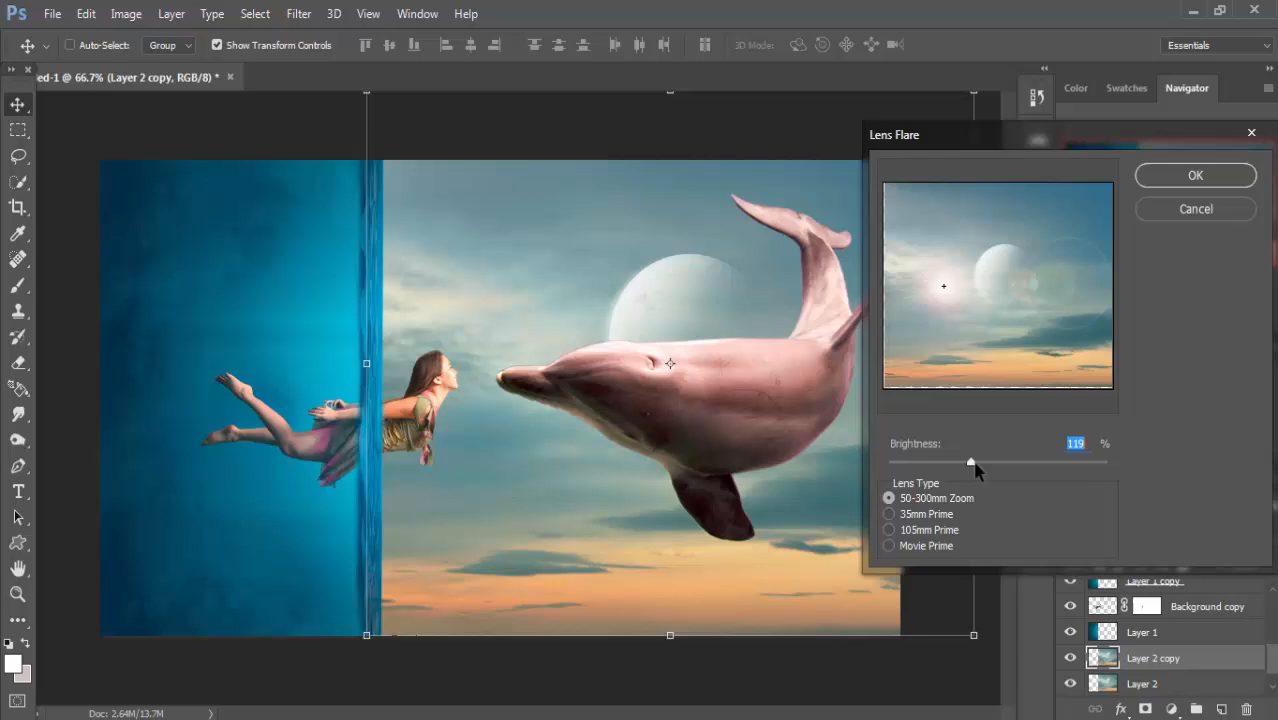 Ps File Edit Image Layer Type Select Filter 3D View Window Help
Auto-Select: Group Show Transform Controls 3D Mode: Essentials
ed-1 @ 66.7% (Layer 2 copy, RGB/8) * ×
Color Swatches Navigator
Lens Flare
OK
Cancel
Brightness: 119 %
Lens Type
50-300mm Zoom
35mm Prime
105mm Prime
Movie Prime
Layer 1 copy
Background copy
Layer 1
Layer 2 copy
Layer 2
Doc: 2.64M/13.7M